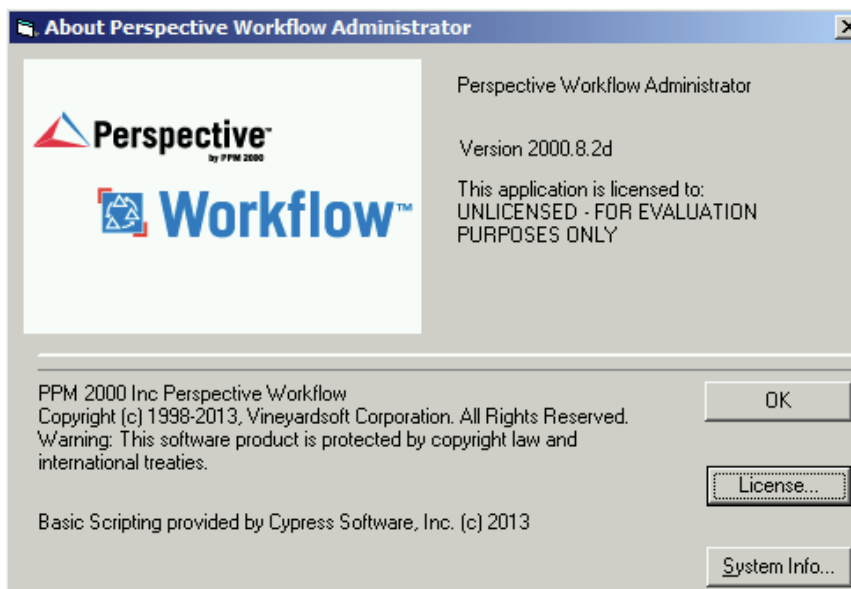 About Perspective Workflow Administrator
Perspective™
by PPM 2000
Workflow™
Perspective Workflow Administrator
Version 2000.8.2d
This application is licensed to:
UNLICENSED - FOR EVALUATION
PURPOSES ONLY
PPM 2000 Inc Perspective Workflow
Copyright (c) 1998-2013, Vineyardsoft Corporation. All Rights Reserved.
Warning: This software product is protected by copyright law and
international treaties.
Basic Scripting provided by Cypress Software, Inc. (c) 2013
OK
License...
System Info...